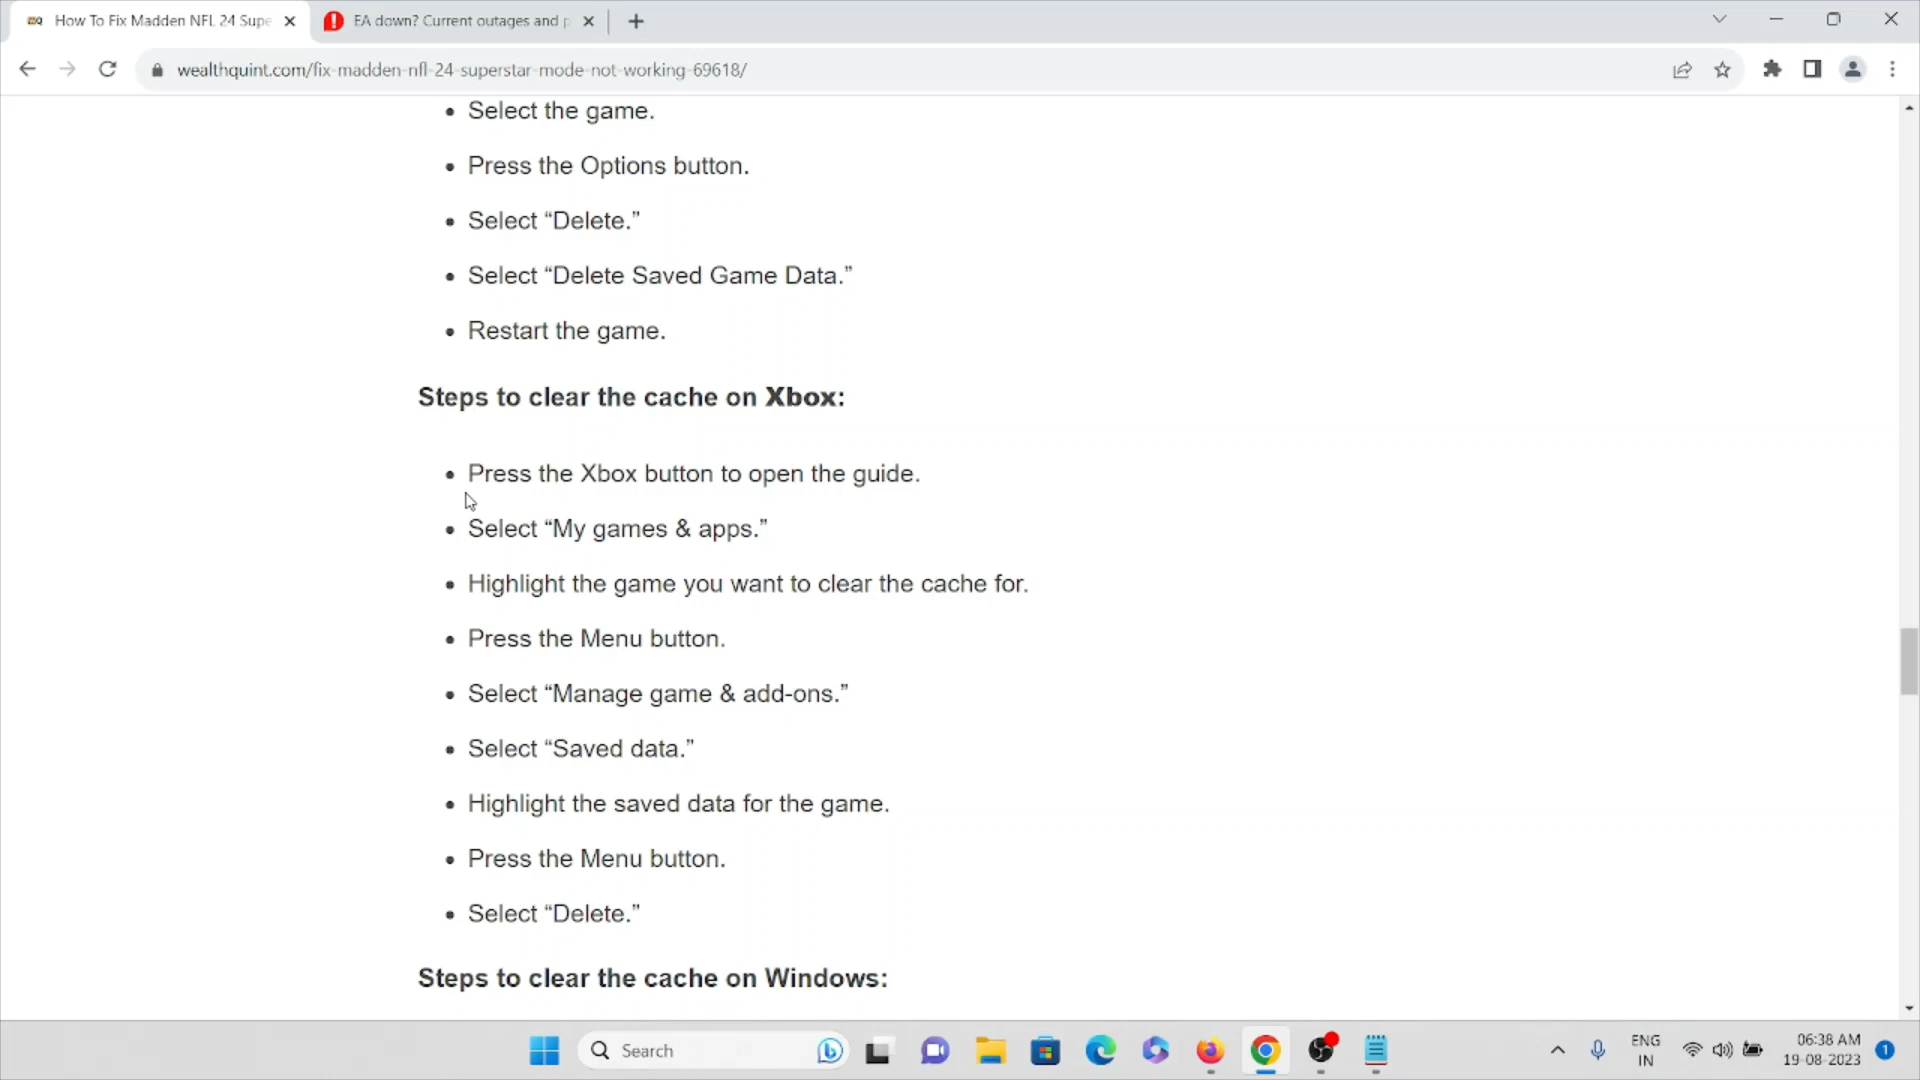 How To Fix Madden NFL 24 Supe
EA down? Current outages and p
wealthquint.com/fix-madden-nfl-24-superstar-mode-not-working-69618/
Select the game.
Press the Options button.
Select “Delete.”
Select “Delete Saved Game Data.”
Restart the game.
Steps to clear the cache on Xbox:
Press the Xbox button to open the guide.
Select “My games & apps.”
Highlight the game you want to clear the cache for.
Press the Menu button.
Select “Manage game & add-ons.”
Select “Saved data.”
Highlight the saved data for the game.
Press the Menu button.
Select “Delete.”
Steps to clear the cache on Windows:
Search
ENG
IN
06:38 AM
19-08-2023
1